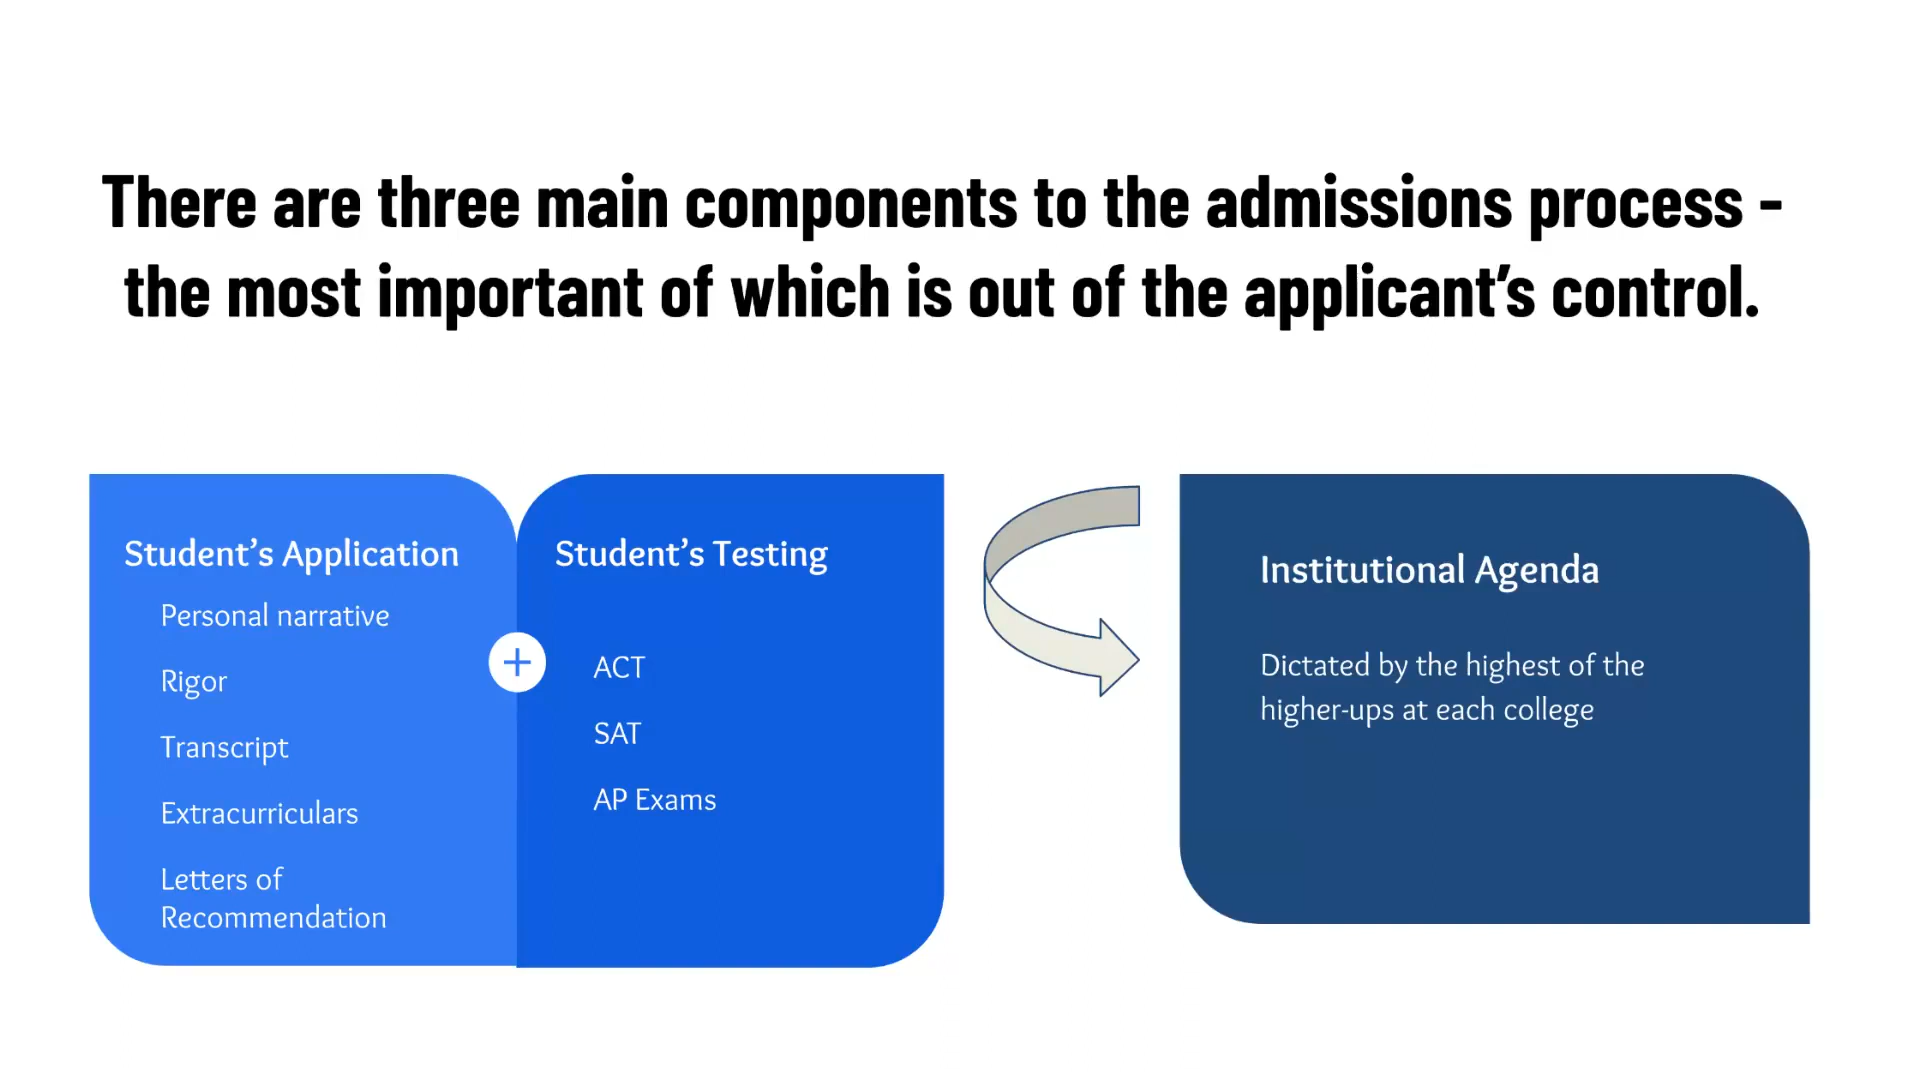 There are three main components to the admissions process -
the most important of which is out of the applicant’s control.
Student’s Application
Personal narrative
Rigor
Transcript
Extracurriculars
Letters of
Recommendation
+
Student’s Testing
ACT
SAT
AP Exams
Institutional Agenda
Dictated by the highest of the
higher-ups at each college